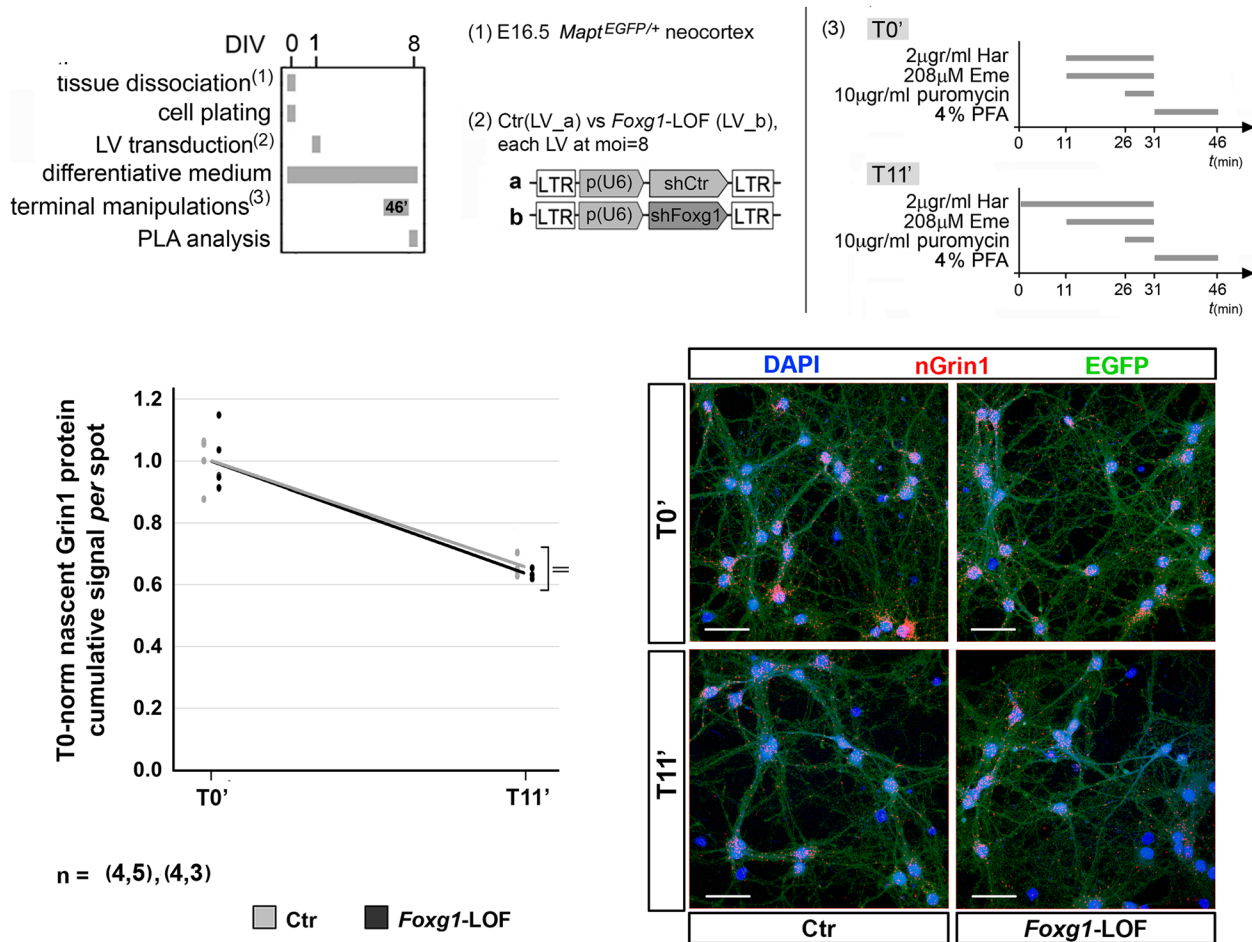 DIV 0 1 8
tissue dissociation(1)
cell plating
LV transduction(2)
differentiative medium
terminal manipulations(3) 46'
PLA analysis
(1) E16.5 Mapt EGFP/+ neocortex
(2) Ctr(LV_a) vs Foxg1-LOF (LV_b),
each LV at moi=8
a LTR p(U6) shCtr LTR
b LTR p(U6) shFoxg1 LTR
(3) T0'
2µgr/ml Har
208µM Eme
10µgr/ml puromycin
4% PFA
0 11 26 31 46
t(min)
T11'
2µgr/ml Har
208µM Eme
10µgr/ml puromycin
4% PFA
0 11 26 31 46
t(min)
T0-norm nascent Grin1 protein
cumulative signal per spot
1.2
1.0
0.8
0.6
0.4
0.2
0.0
T0' T11'
=
n = (4,5),(4,3)
Ctr Foxg1-LOF
DAPI nGrin1 EGFP
T0'
T11'
Ctr Foxg1-LOF